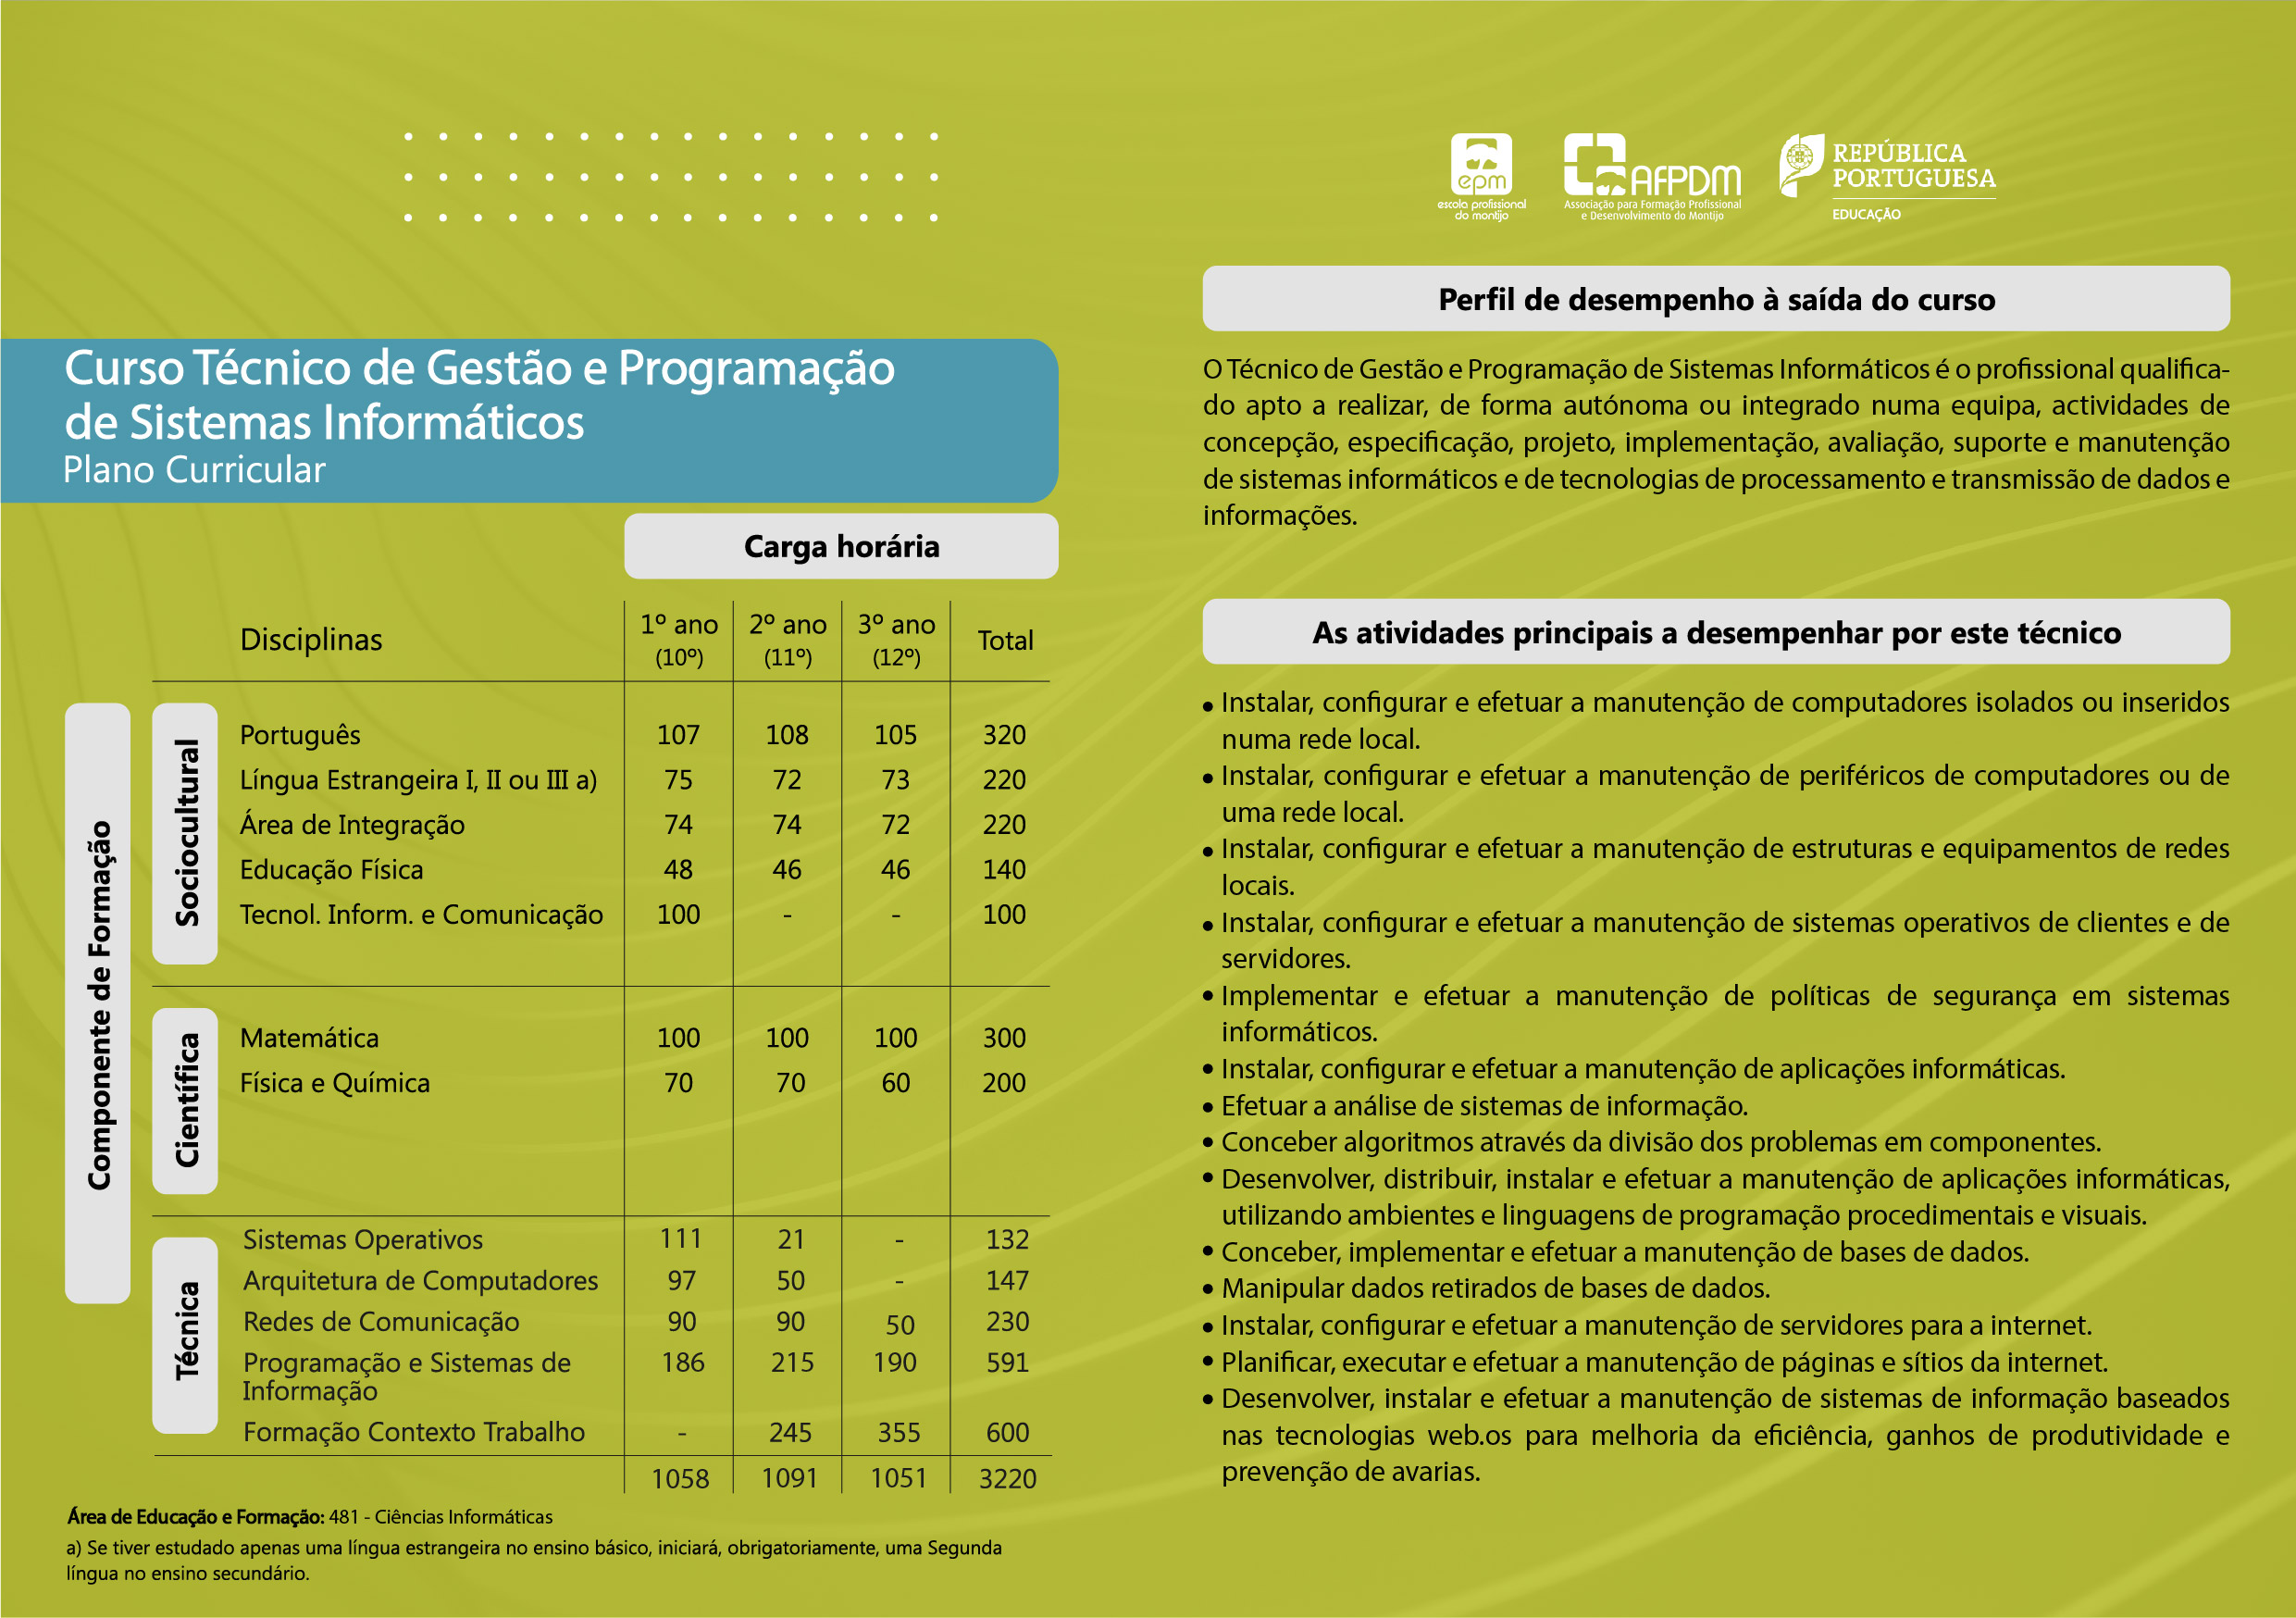 Curso Técnico de Gestão e Programação
de Sistemas Informáticos
Plano Curricular
Carga horária
Disciplinas 1º ano (10º) 2º ano (11º) 3º ano (12º) Total
Componente de Formação
Sociocultural
Português 107 108 105 320
Língua Estrangeira I, II ou III a) 75 72 73 220
Área de Integração 74 74 72 220
Educação Física 48 46 46 140
Tecnol. Inform. e Comunicação 100 - - 100
Científica
Matemática 100 100 100 300
Física e Química 70 70 60 200
Técnica
Sistemas Operativos 111 21 - 132
Arquitetura de Computadores 97 50 - 147
Redes de Comunicação 90 90 50 230
Programação e Sistemas de 186 215 190 591
Informação
Formação Contexto Trabalho - 245 355 600
1058 1091 1051 3220
Área de Educação e Formação: 481 - Ciências Informáticas
a) Se tiver estudado apenas uma língua estrangeira no ensino básico, iniciará, obrigatoriamente, uma Segunda
língua no ensino secundário.
epm
escola profissional
do montijo
AFPDM
Associação para Formação Profissional
e Desenvolvimento do Montijo
REPÚBLICA
PORTUGUESA
EDUCAÇÃO
Perfil de desempenho à saída do curso
O Técnico de Gestão e Programação de Sistemas Informáticos é o profissional qualifica-
do apto a realizar, de forma autónoma ou integrado numa equipa, actividades de
concepção, especificação, projeto, implementação, avaliação, suporte e manutenção
de sistemas informáticos e de tecnologias de processamento e transmissão de dados e
informações.
As atividades principais a desempenhar por este técnico
• Instalar, configurar e efetuar a manutenção de computadores isolados ou inseridos
numa rede local.
• Instalar, configurar e efetuar a manutenção de periféricos de computadores ou de
uma rede local.
• Instalar, configurar e efetuar a manutenção de estruturas e equipamentos de redes
locais.
• Instalar, configurar e efetuar a manutenção de sistemas operativos de clientes e de
servidores.
• Implementar e efetuar a manutenção de políticas de segurança em sistemas
informáticos.
• Instalar, configurar e efetuar a manutenção de aplicações informáticas.
• Efetuar a análise de sistemas de informação.
• Conceber algoritmos através da divisão dos problemas em componentes.
• Desenvolver, distribuir, instalar e efetuar a manutenção de aplicações informáticas,
utilizando ambientes e linguagens de programação procedimentais e visuais.
• Conceber, implementar e efetuar a manutenção de bases de dados.
• Manipular dados retirados de bases de dados.
• Instalar, configurar e efetuar a manutenção de servidores para a internet.
• Planificar, executar e efetuar a manutenção de páginas e sítios da internet.
• Desenvolver, instalar e efetuar a manutenção de sistemas de informação baseados
nas tecnologias web.os para melhoria da eficiência, ganhos de produtividade e
prevenção de avarias.